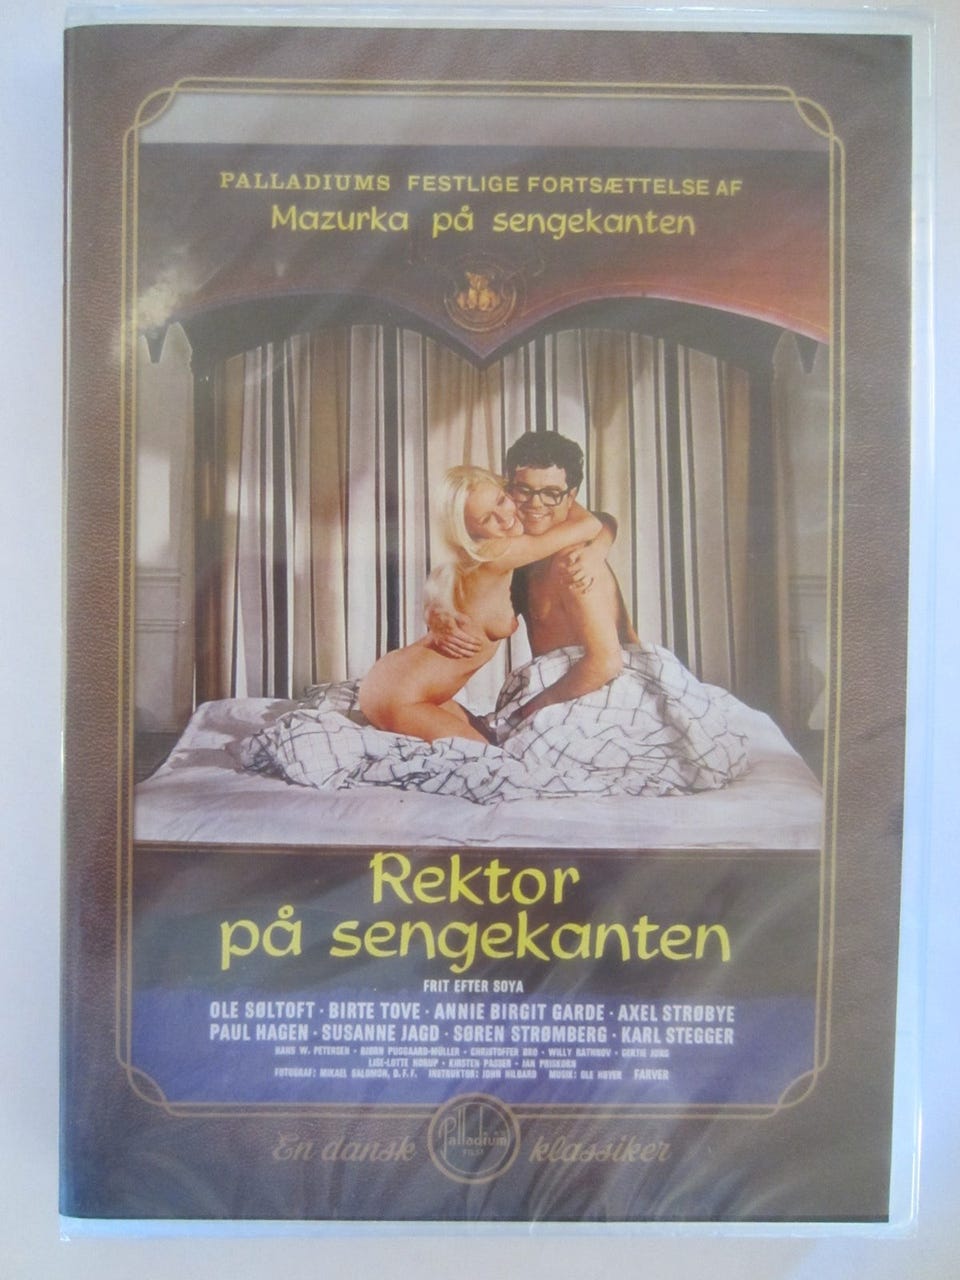 PALLADIUMS FESTLIGE FORTSÆTTELSE AF
Mazurka på sengekanten
Rektor
på sengekanten
FRIT EFTER SOYA
OLE SØLTOFT · BIRTE TOVE · ANNIE BIRGIT GARDE · AXEL STRØBYE
PAUL HAGEN · SUSANNE JAGD · SØREN STRØMBERG · KARL STEGGER
HANS W. PETERSEN · BJØRN PUGGAARD-MÜLLER · CHRISTOFFER BRO · WILLY RATHNOV · GERTIE JUNG
LISE-LOTTE NORUP · KIRSTEN PASSER · JAN PRISKORN
FOTOGRAF: MIKAEL SALOMON, D.F.F. INSTRUKTØR: JOHN HILBARD MUSIK: OLE HØYER FARVER
En dansk Palladium FILM klassiker